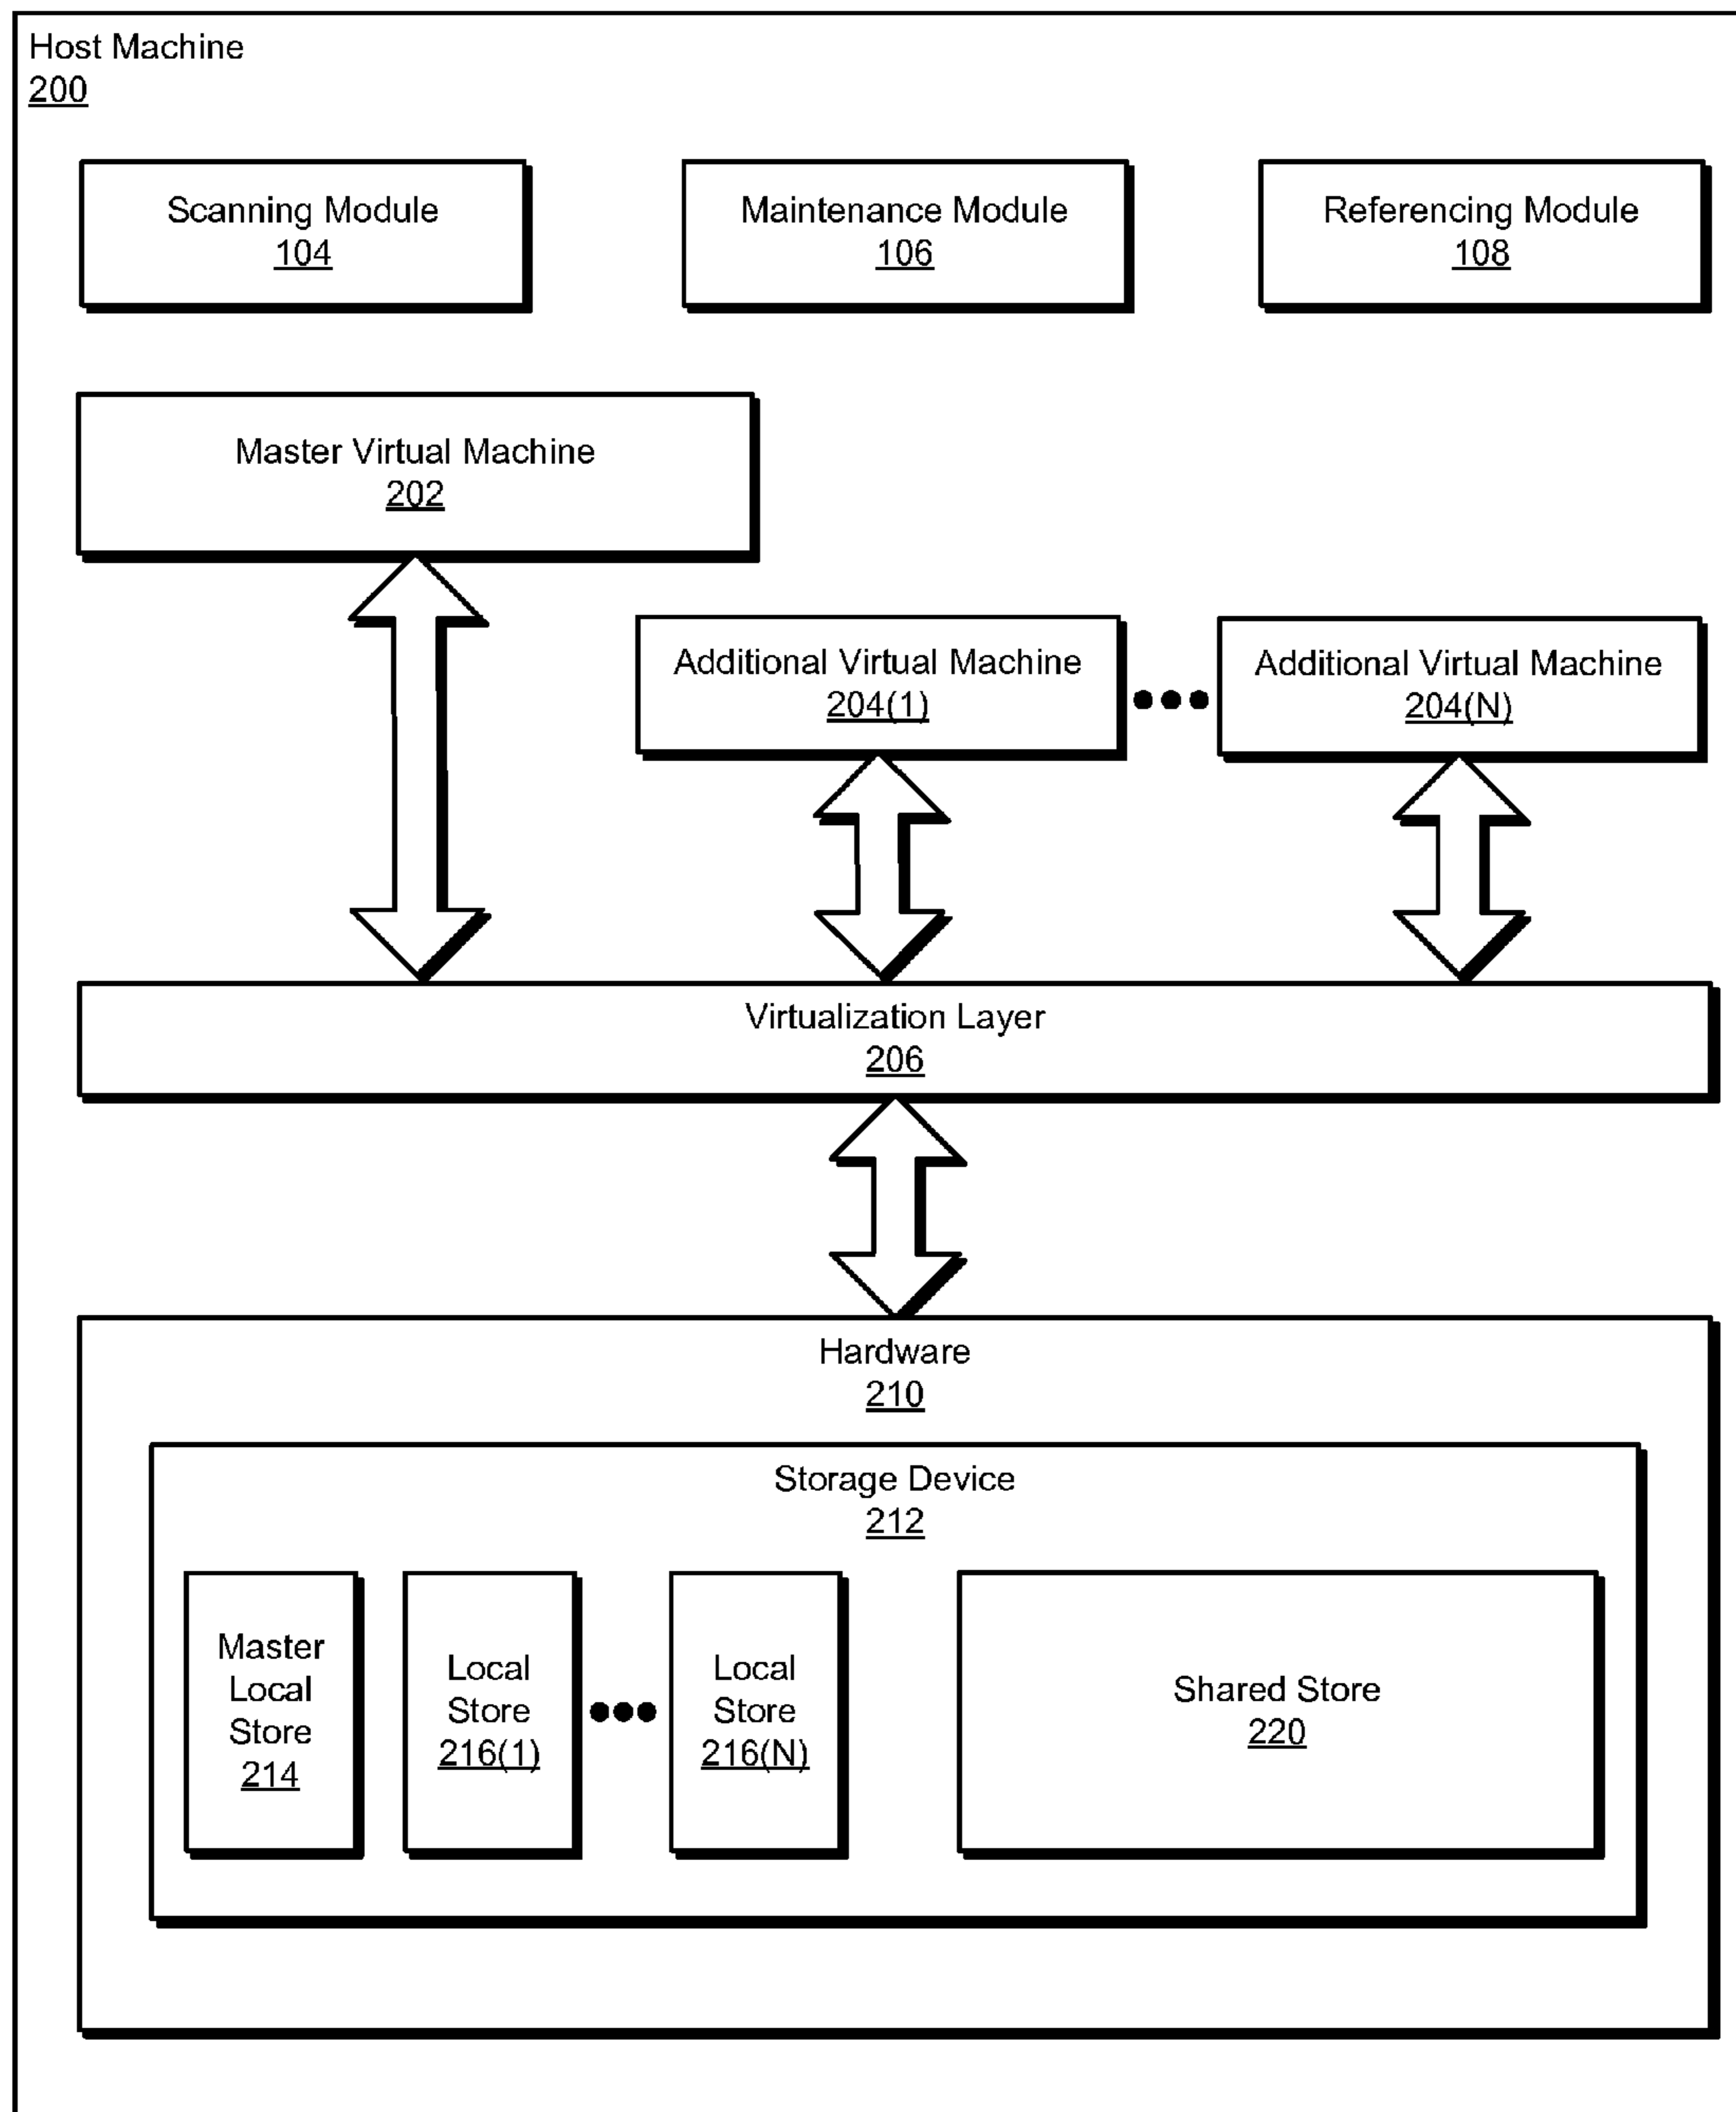 Host Machine
200
Scanning Module
104
Maintenance Module
106
Referencing Module
108
Master Virtual Machine
202
Additional Virtual Machine
204(1)
Additional Virtual Machine
204(N)
Virtualization Layer
206
Hardware
210
Storage Device
212
Master
Local
Store
214
Local
Store
216(1)
Local
Store
216(N)
Shared Store
220